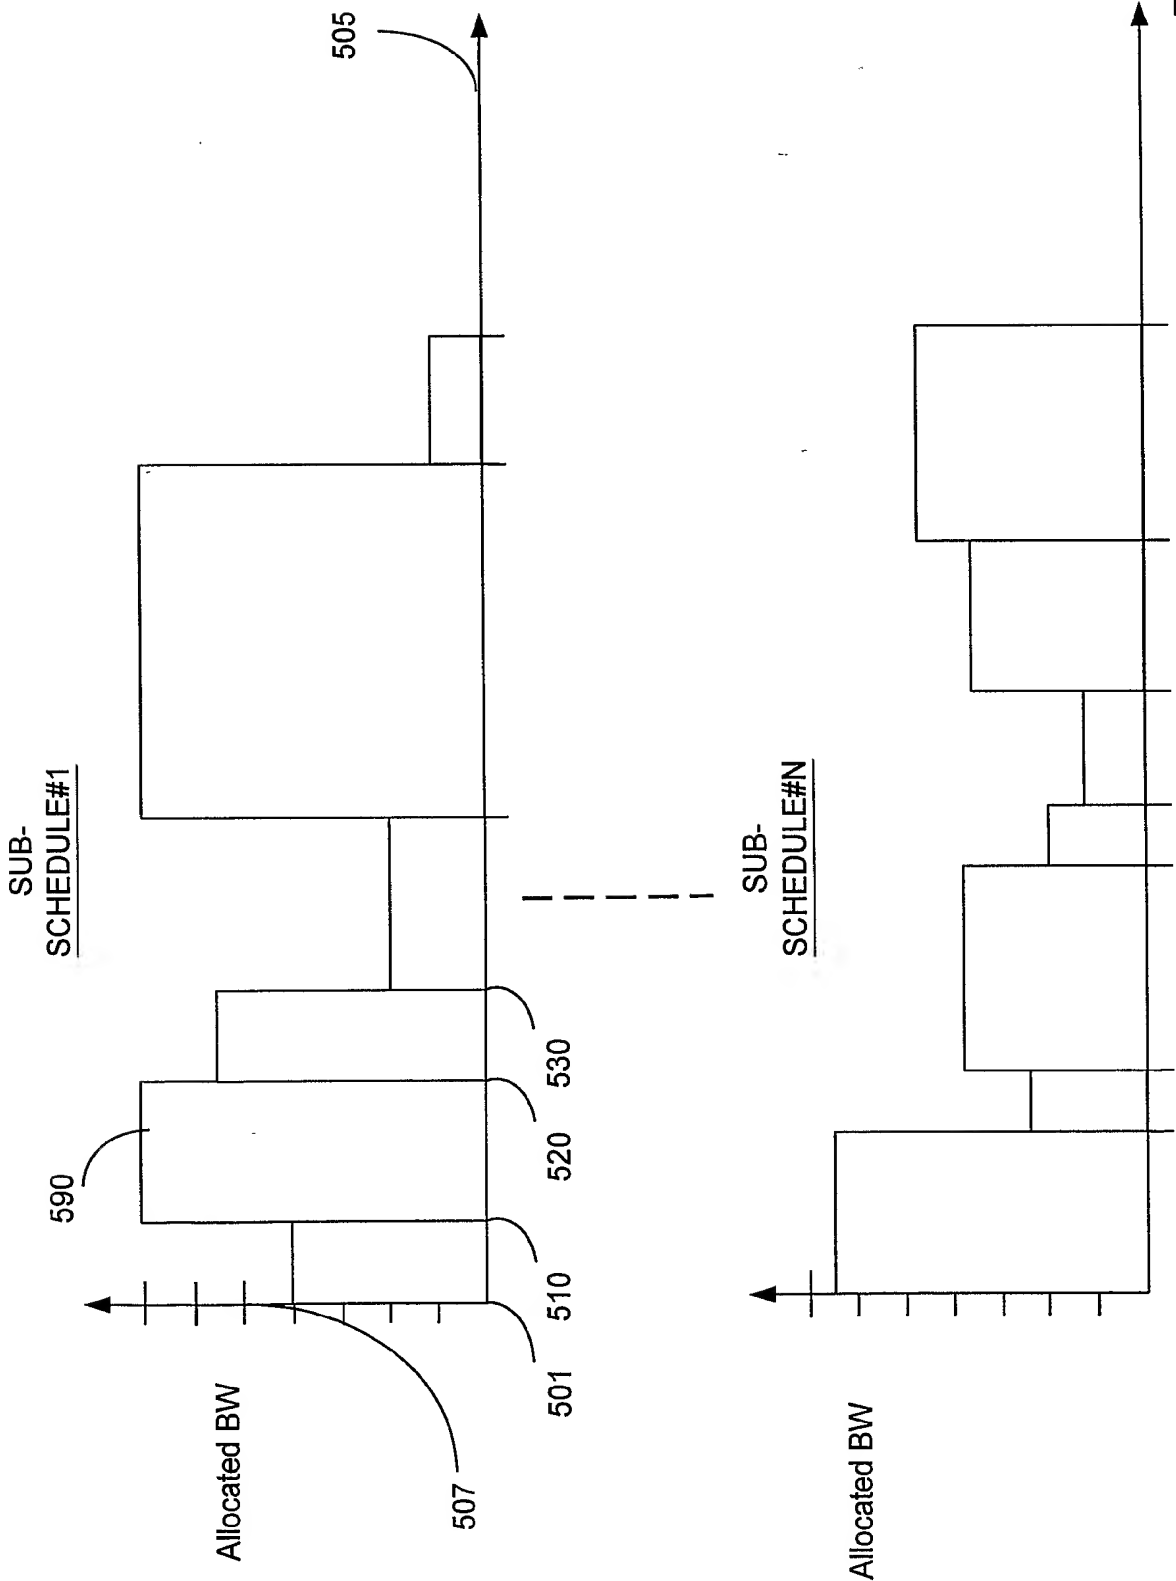 SUB-
SCHEDULE#1
590
505
Allocated BW
507
501
510
520
530
SUB-
SCHEDULE#N
Allocated BW